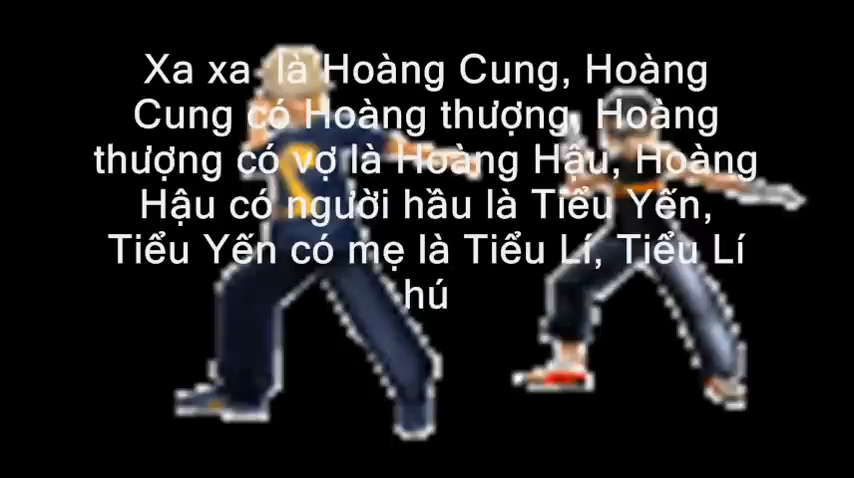 Xa xa là Hoàng Cung, Hoàng
Cung có Hoàng thượng, Hoàng
thượng có vợ là Hoàng Hậu, Hoàng
Hậu có người hầu là Tiểu Yến,
Tiểu Yến có mẹ là Tiểu Lí, Tiểu Lí
hú